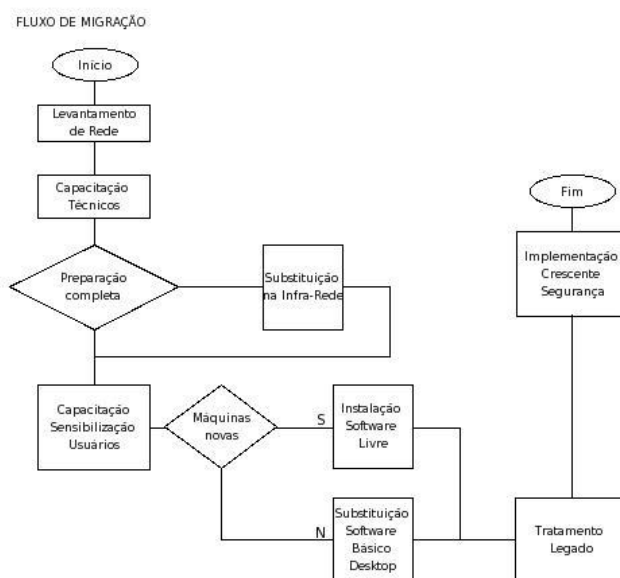 FLUXO DE MIGRAÇÃO
Início
Levantamento
de Rede
Capacitação
Técnicos
Preparação
completa
Substituição
na Infra-Rede
Capacitação
Sensibilização
Usuários
Máquinas
novas
S
Instalação
Software
Livre
N
Substituição
Software
Básico
Desktop
Tratamento
Legado
Implementação
Crescente
Segurança
Fim